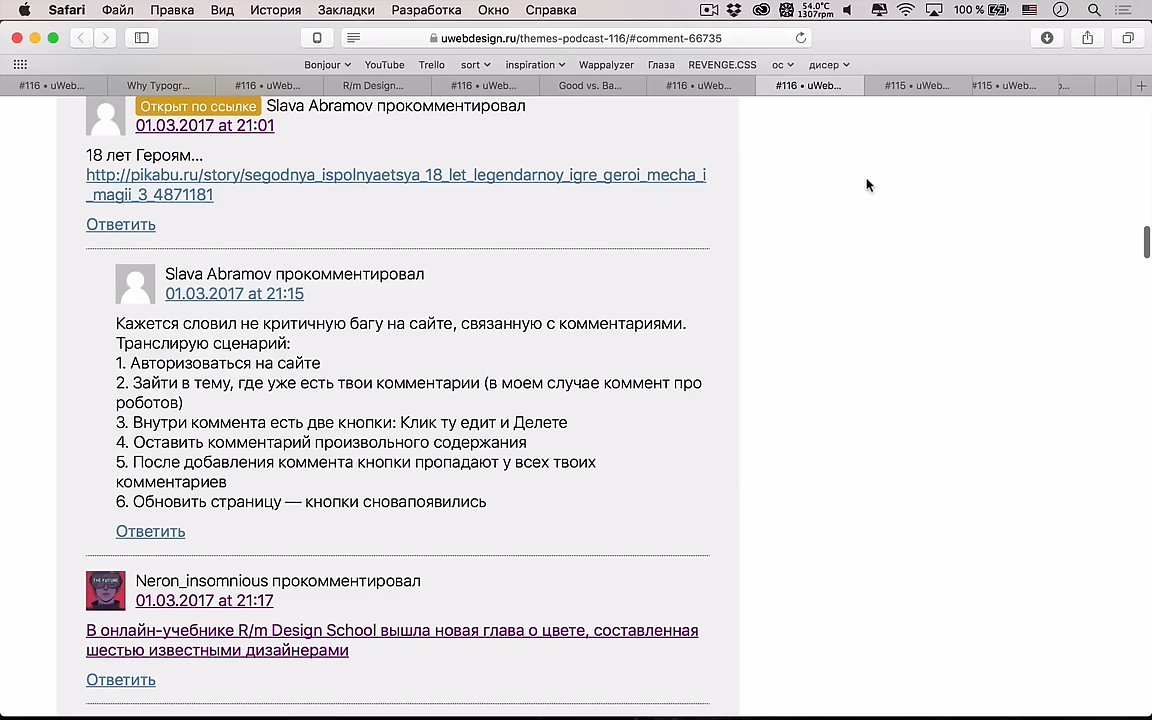 Safari Файл Правка Вид История Закладки Разработка Окно Справка 54.0°C 1307rpm 100 %
uwebdesign.ru/themes-podcast-116/#comment-66735
Bonjour YouTube Trello sort inspiration Wappalyzer Глаза REVENGE.CSS ос дисер
#116 • uWeb... Why Typogr... #116 • uWeb... R/m Design... #116 • uWeb... Good vs. Ba... #116 • uWeb... #116 • uWeb... #115 • uWeb... #115 • uWeb...
Открыт по ссылке Slava Abramov прокомментировал
01.03.2017 at 21:01
18 лет Героям...
http://pikabu.ru/story/segodnya_ispolnyaetsya_18_let_legendarnoy_igre_geroi_mecha_i
_magii_3_4871181
Ответить
Slava Abramov прокомментировал
01.03.2017 at 21:15
Кажется словил не критичную багу на сайте, связанную с комментариями.
Транслирую сценарий:
1. Авторизоваться на сайте
2. Зайти в тему, где уже есть твои комментарии (в моем случае коммент про
роботов)
3. Внутри коммента есть две кнопки: Клик ту едит и Делете
4. Оставить комментарий произвольного содержания
5. После добавления коммента кнопки пропадают у всех твоих
комментариев
6. Обновить страницу — кнопки сновапоявились
Ответить
THE FUTURE
Neron_insomnious прокомментировал
01.03.2017 at 21:17
В онлайн-учебнике R/m Design School вышла новая глава о цвете, составленная
шестью известными дизайнерами
Ответить